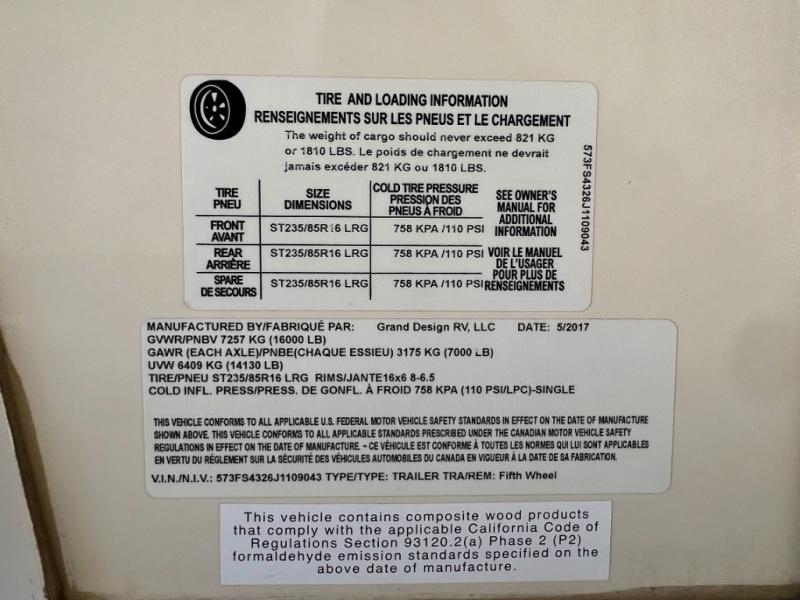 TIRE AND LOADING INFORMATION
RENSEIGNEMENTS SUR LES PNEUS ET LE CHARGEMENT
The weight of cargo should never exceed 821 KG
or 1810 LBS. Le poids de chargement ne devrait
jamais excéder 821 KG ou 1810 LBS.
TIRE PNEU SIZE DIMENSIONS COLD TIRE PRESSURE PRESSION DES PNEUS À FROID
FRONT AVANT ST235/85R16 LRG 758 KPA /110 PSI
REAR ARRIÈRE ST235/85R16 LRG 758 KPA /110 PSI
SPARE DE SECOURS ST235/85R16 LRG 758 KPA /110 PSI
SEE OWNER'S
MANUAL FOR
ADDITIONAL
INFORMATION
VOIR LE MANUEL
DE L'USAGER
POUR PLUS DE
RENSEIGNEMENTS
573FS4326J1109043
MANUFACTURED BY/FABRIQUÉ PAR: Grand Design RV, LLC DATE: 5/2017
GVWR/PNBV 7257 KG (16000 LB)
GAWR (EACH AXLE)/PNBE(CHAQUE ESSIEU) 3175 KG (7000 LB)
UVW 6409 KG (14130 LB)
TIRE/PNEU ST235/85R16 LRG RIMS/JANTE16x6 8-6.5
COLD INFL. PRESS/PRESS. DE GONFL. À FROID 758 KPA (110 PSI/LPC)-SINGLE
THIS VEHICLE CONFORMS TO ALL APPLICABLE U.S. FEDERAL MOTOR VEHICLE SAFETY STANDARDS IN EFFECT ON THE DATE OF MANUFACTURE
SHOWN ABOVE. THIS VEHICLE CONFORMS TO ALL APPLICABLE STANDARDS PRESCRIBED UNDER THE CANADIAN MOTOR VEHICLE SAFETY
REGULATIONS IN EFFECT ON THE DATE OF MANUFACTURE. - CE VÉHICULE EST CONFORME À TOUTES LES NORMES QUI LUI SONT APPLICABLES
EN VERTU DU RÉGLEMENT SUR LA SÉCURITÉ DES VÉHICULES AUTOMOBILES DU CANADA EN VIGUEUR À LA DATE DE SA FABRICATION.
V.I.N./N.I.V.: 573FS4326J1109043 TYPE/TYPE: TRAILER TRA/REM: Fifth Wheel
This vehicle contains composite wood products
that comply with the applicable California Code of
Regulations Section 93120.2(a) Phase 2 (P2)
formaldehyde emission standards specified on the
above date of manufacture.